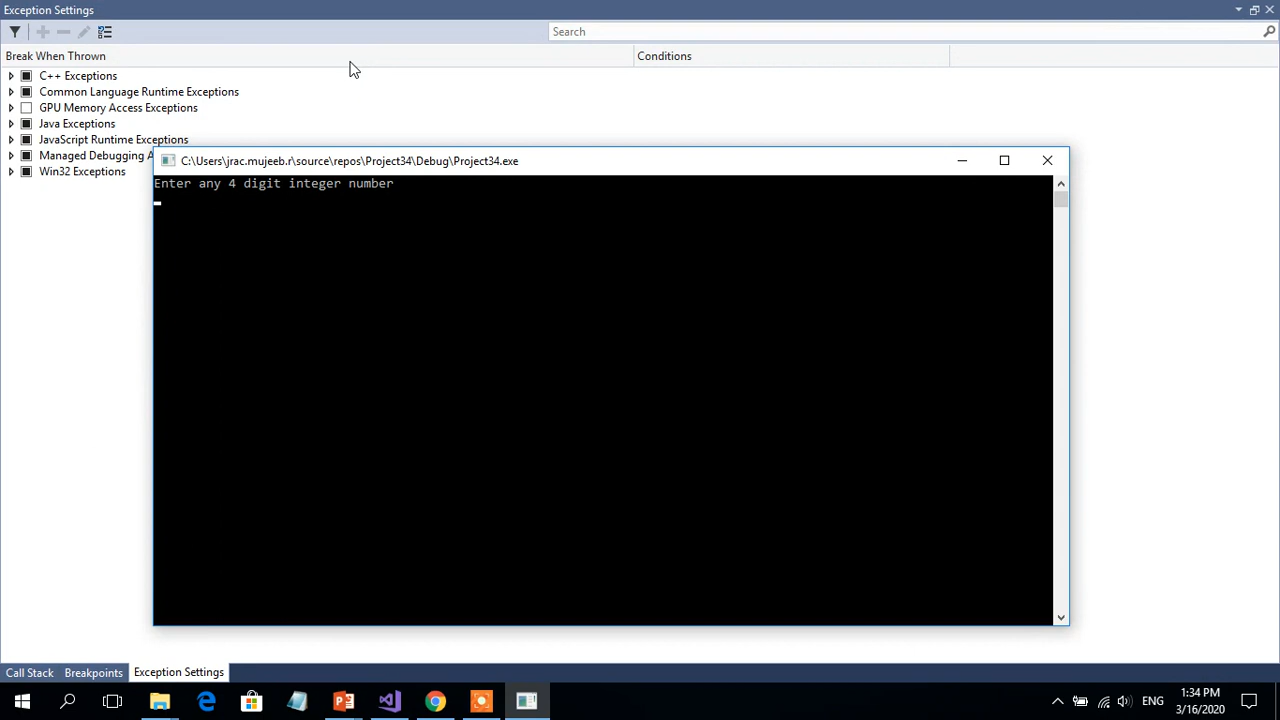 Exception Settings
Search
Break When Thrown
Conditions
C++ Exceptions
Common Language Runtime Exceptions
GPU Memory Access Exceptions
Java Exceptions
JavaScript Runtime Exceptions
Managed Debugging A
Win32 Exceptions
C:\Users\jrac.mujeeb.r\source\repos\Project34\Debug\Project34.exe
Enter any 4 digit integer number
Call Stack
Breakpoints
Exception Settings
ENG
1:34 PM
3/16/2020